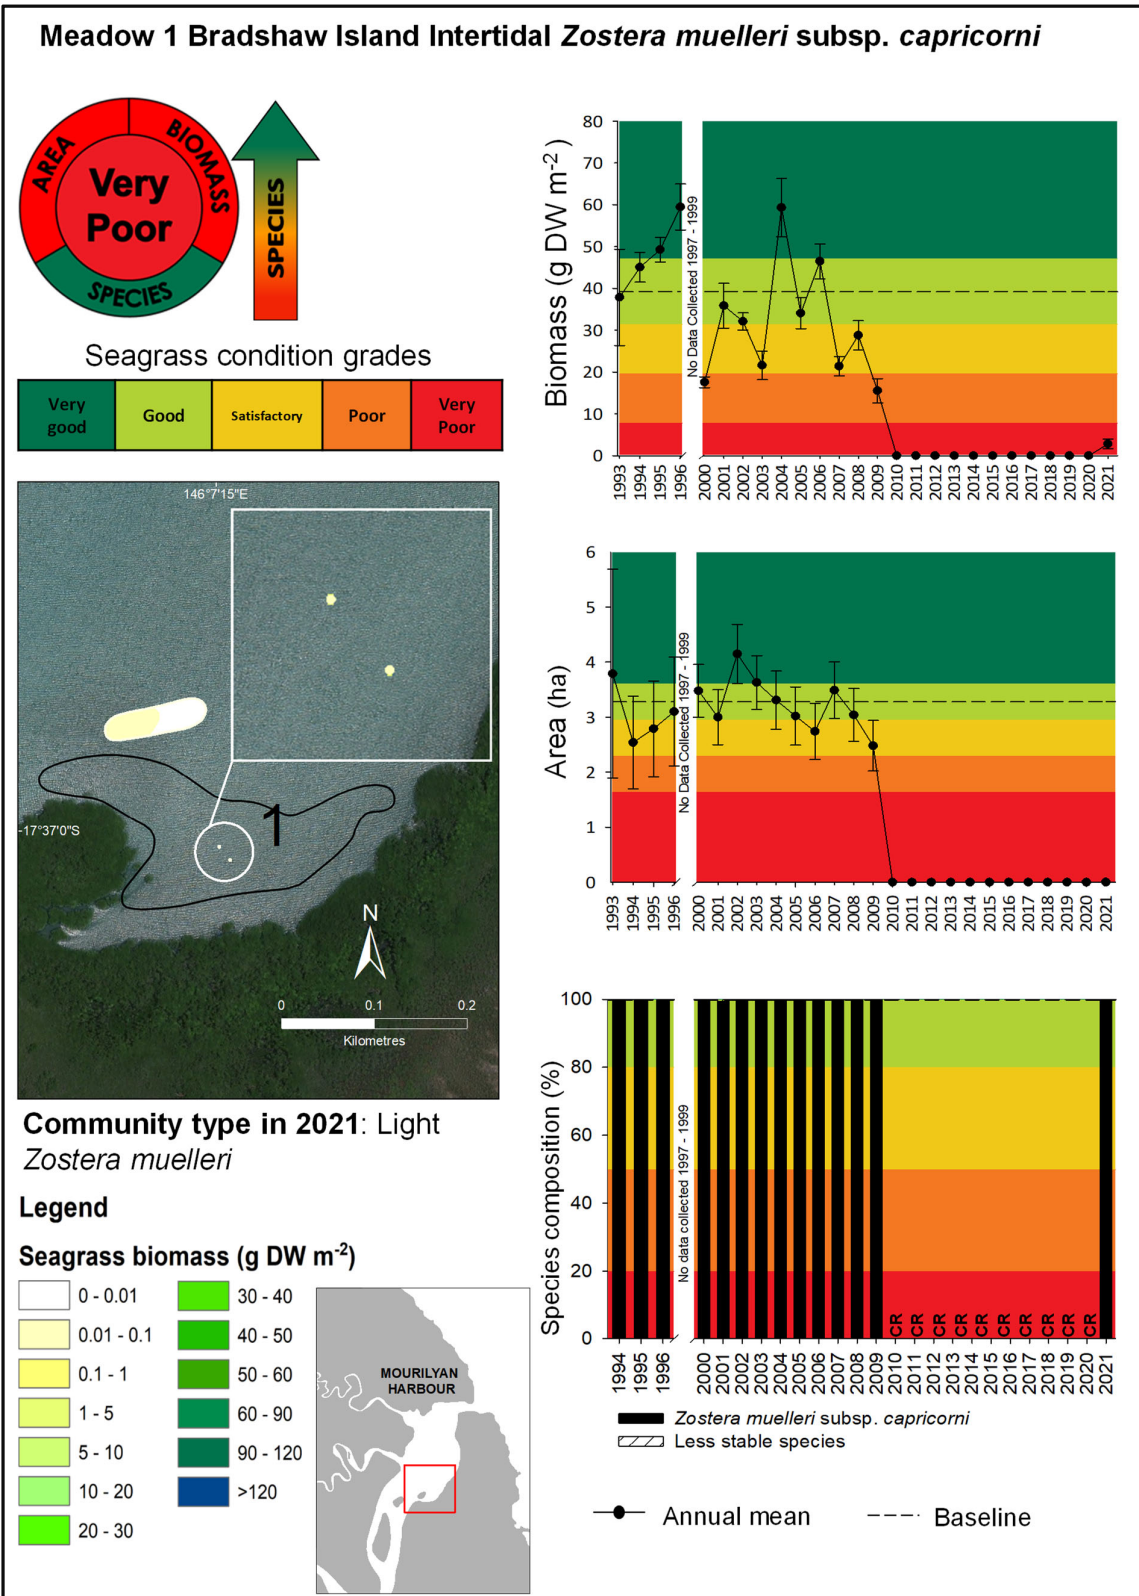 Meadow 1 Bradshaw Island Intertidal Zostera muelleri subsp. capricorni
AREA
BIOMASS
SPECIES
Very
Poor
SPECIES
Seagrass condition grades
Very
good
Good
Satisfactory
Poor
Very
Poor
146°7'15"E
-17°37'0"S
1
N
0
0.1
0.2
Kilometres
Community type in 2021: Light
Zostera muelleri
Legend
Seagrass biomass (g DW m-2)
0 - 0.01
0.01 - 0.1
0.1 - 1
1 - 5
5 - 10
10 - 20
20 - 30
30 - 40
40 - 50
50 - 60
60 - 90
90 - 120
>120
MOURILYAN
HARBOUR
Biomass (g DW m-2 )
80
70
60
50
40
30
20
10
0
No Data Collected 1997 - 1999
1993 1994 1995 1996 2000 2001 2002 2003 2004 2005 2006 2007 2008 2009 2010 2011 2012 2013 2014 2015 2016 2017 2018 2019 2020 2021
Area (ha)
6
5
4
3
2
1
0
No Data Collected 1997 - 1999
1993 1994 1995 1996 2000 2001 2002 2003 2004 2005 2006 2007 2008 2009 2010 2011 2012 2013 2014 2015 2016 2017 2018 2019 2020 2021
Species composition (%)
100
80
60
40
20
0
No data collected 1997 - 1999
CR CR CR CR CR CR CR CR CR CR CR
1994 1995 1996 2000 2001 2002 2003 2004 2005 2006 2007 2008 2009 2010 2011 2012 2013 2014 2015 2016 2017 2018 2019 2020 2021
Zostera muelleri subsp. capricorni
Less stable species
Annual mean
Baseline